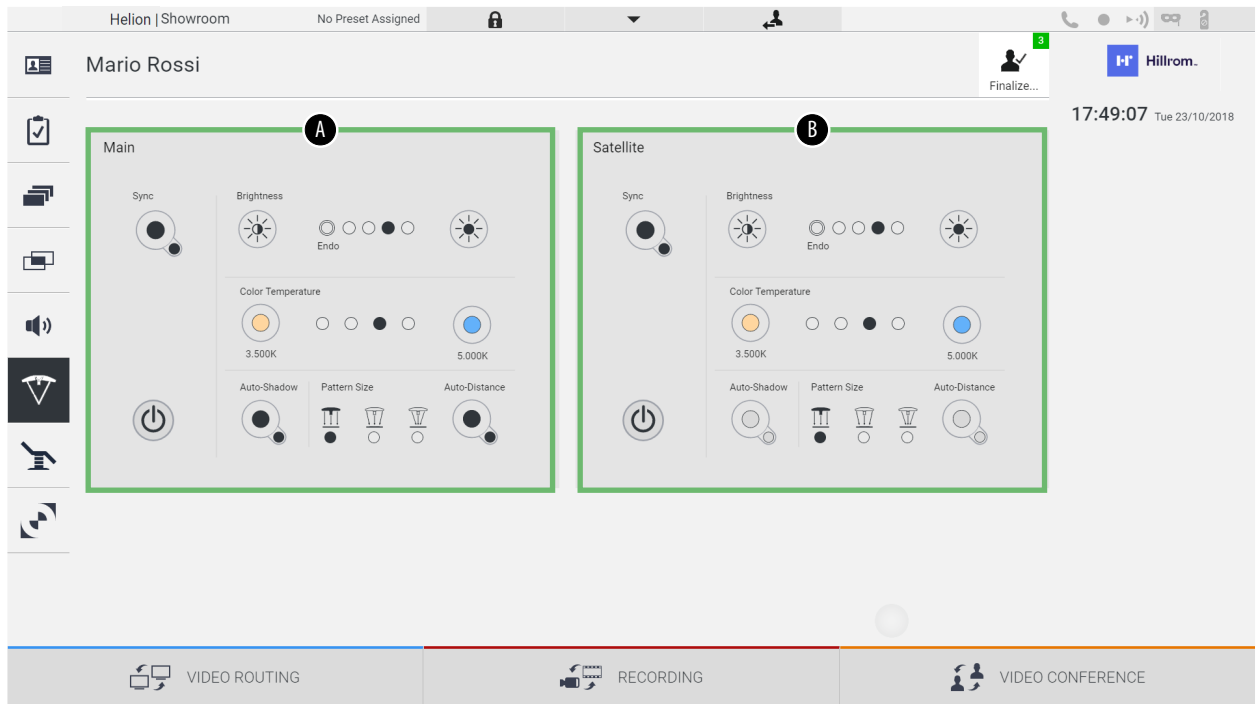 Helion | Showroom
No Preset Assigned
Mario Rossi
3
Finalize...
Hillrom
17:49:07 Tue 23/10/2018
A
Main
Sync
Brightness
Endo
Color Temperature
3.500K
5.000K
Auto-Shadow
Pattern Size
Auto-Distance
B
Satellite
Sync
Brightness
Endo
Color Temperature
3.500K
5.000K
Auto-Shadow
Pattern Size
Auto-Distance
VIDEO ROUTING
RECORDING
VIDEO CONFERENCE